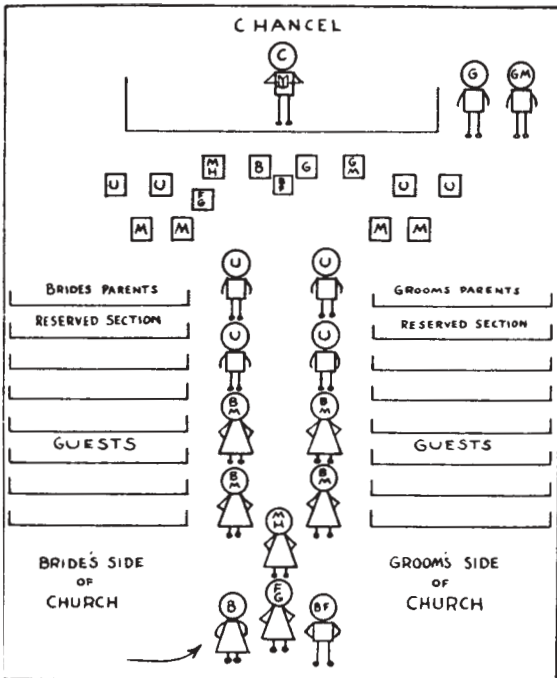 CHANCEL
C
G
GM
MH
B
G
GM
U
U
FG
BF
U
U
M
M
M
M
U
U
BRIDES PARENTS
GROOMS PARENTS
RESERVED SECTION
RESERVED SECTION
U
U
BM
BM
GUESTS
GUESTS
BM
BM
MH
BRIDE'S SIDE
OF
CHURCH
GROOM'S SIDE
OF
CHURCH
B
FG
BF